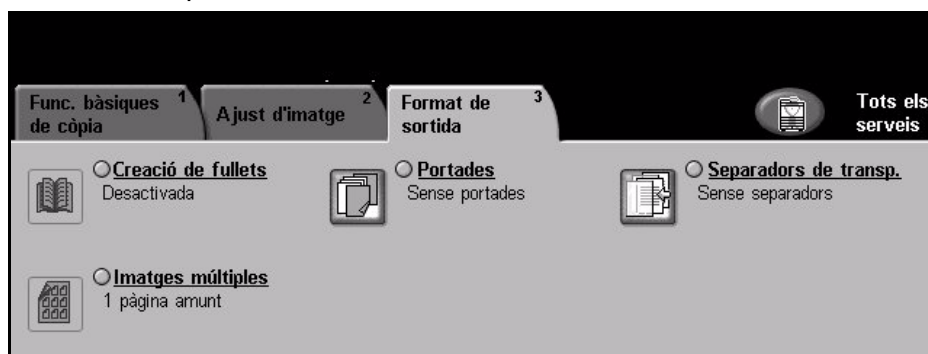 Func. bàsiques 1
de còpia
Ajust d'imatge 2
Format de 3
sortida
Tots els
serveis
Creació de fullets
Desactivada
Portades
Sense portades
Separadors de transp.
Sense separadors
Imatges múltiples
1 pàgina amunt